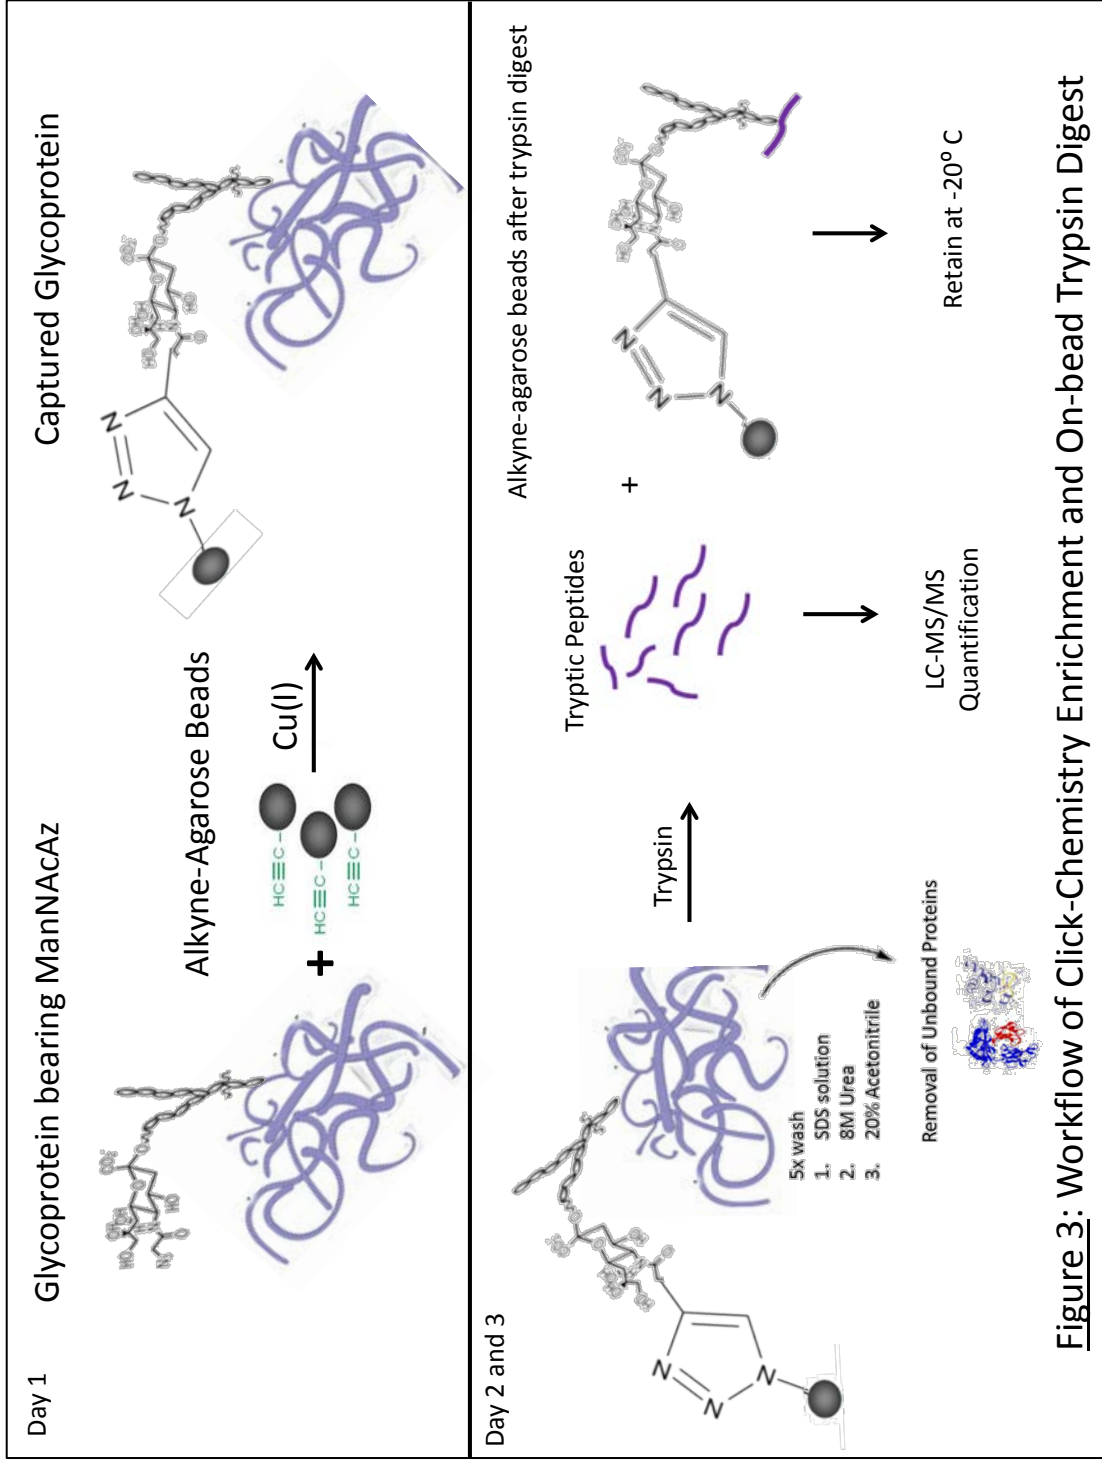 Day 1
Glycoprotein bearing ManNAcAz
Alkyne-Agarose Beads
Captured Glycoprotein
+
HC≡C–
HC≡C–
HC≡C–
Cu(I)
N
N
N
Day 2 and 3
N
N
N
5x wash
1. SDS solution
2. 8M Urea
3. 20% Acetonitrile
Removal of Unbound Proteins
Trypsin
Tryptic Peptides
LC-MS/MS
Quantification
+
Alkyne-agarose beads after trypsin digest
N
N
N
Retain at -20⁰ C
Figure 3: Workflow of Click-Chemistry Enrichment and On-bead Trypsin Digest